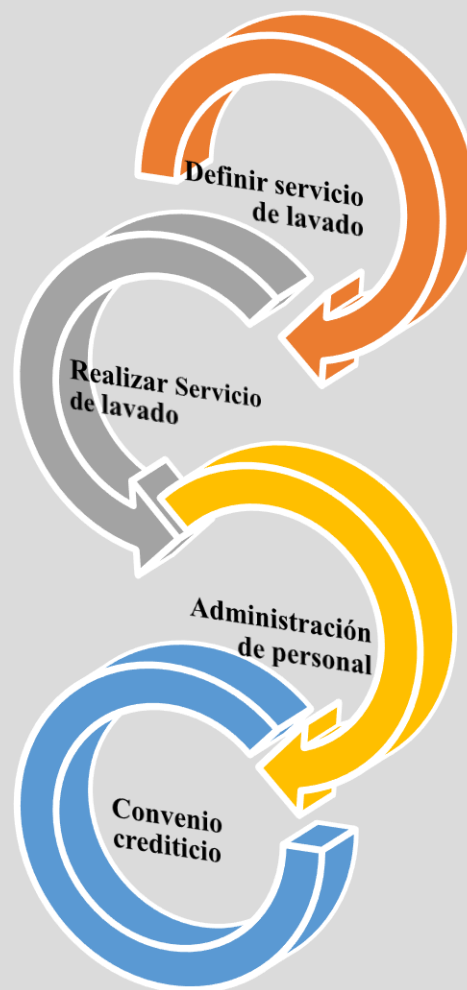 Definir servicio
de lavado
Realizar Servicio
de lavado
Administración
de personal
Convenio
crediticio